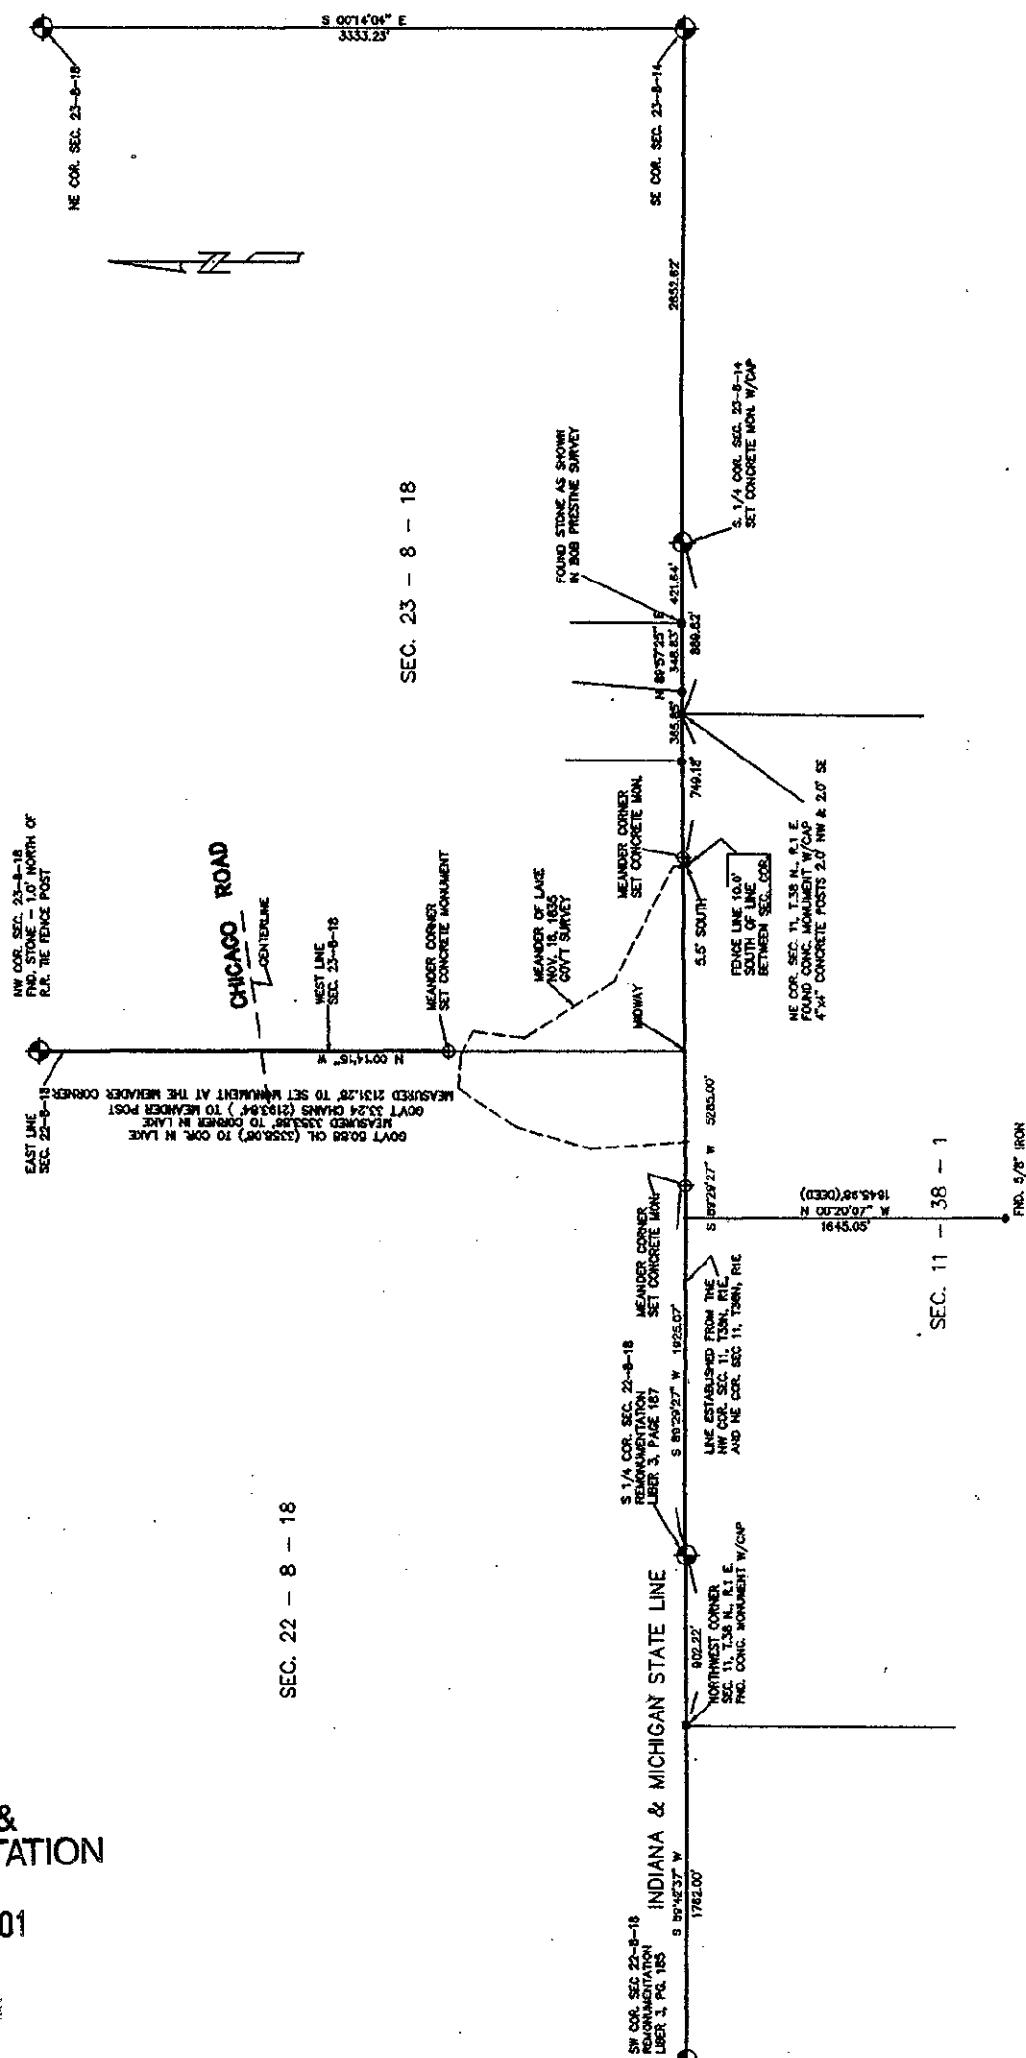 S 00°14'04" E
3333.23'
NE COR. SEC. 23-8-18
SE COR. SEC. 23-8-14
N
2652.62'
S. 1/4 COR. SEC. 23-8-14
SET CONCRETE MON. W/CAP
FOUND STONE AS SHOWN
IN BOB PRESTINE SURVEY
SEC. 23 - 8 - 18
421.64'
N 89°57'25" E
348.83'
869.62'
365.85'
749.18'
NW COR. SEC. 23-8-18
FND. STONE - 1.0' NORTH OF
R.R. TIE FENCE POST
CHICAGO ROAD
CENTERLINE
WEST LINE
SEC. 23-8-18
MEANDER CORNER
SET CONCRETE MONUMENT
MEANDER OF LAKE
NOV. 18, 1835
GOV'T SURVEY
MEANDER CORNER
SET CONCRETE MON.
5.5' SOUTH
FENCE LINE 10.0'
SOUTH OF LINE
BETWEEN SEC. COR.
NE COR. SEC. 11, T.38 N., R.1 E.
FOUND CONC. MONUMENT W/CAP
4"x4" CONCRETE POSTS 2.0' NW & 2.0' SE
MIDWAY
N 00°14'15" W
EAST LINE
SEC. 22-8-18
GOVT 50.88 CH. (3358.08') TO COR. IN LAKE
MEASURED 3353.88' TO CORNER IN LAKE
GOVT 33.24 CHAINS (2193.84') TO MEANDER POST
MEASURED 2131.28' TO SET MONUMENT AT THE MENADER CORNER
5285.00'
S 89°29'27" W
MEANDER CORNER
SET CONCRETE MON.
1645.98'(DEED)
N 00°20'07" W
1645.05'
FND. 5/8" IRON
SEC. 11 - 38 - 1
S 89°29'27" W 1925.07'
LINE ESTABLISHED FROM THE
NW COR. SEC. 11, T38N, R1E,
AND NE COR. SEC 11, T38N, R1E
S 1/4 COR. SEC. 22-8-18
REMONUMENTATION
LIBER 3, PAGE 187
SEC. 22 - 8 - 18
902.22'
NORTHWEST CORNER
SEC. 11, T.38 N., R.1 E.
FND. CONC. MONUMENT W/CAP
INDIANA & MICHIGAN STATE LINE
S 89°42'37" W
1762.00'
SW COR. SEC 22-8-18
REMONUMENTATION
LIBER 3, PG. 185
&
TATION
01